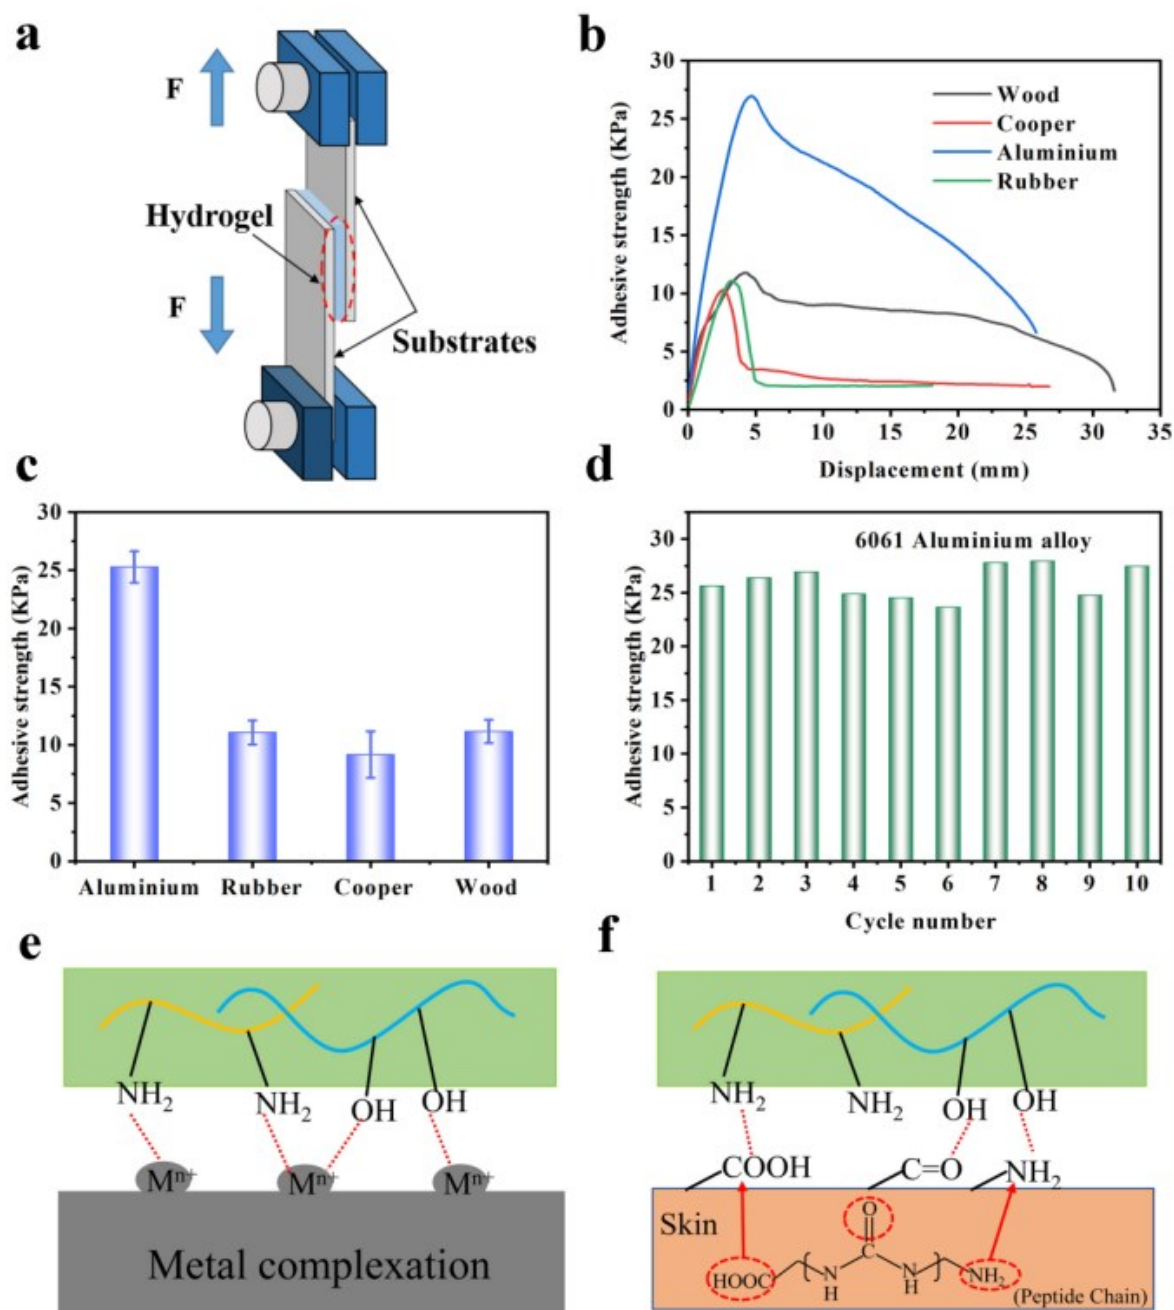 a
F
Hydrogel
F
Substrates
b
30
25
20
15
10
5
0
Adhesive strength (KPa)
Wood
Cooper
Aluminium
Rubber
0 5 10 15 20 25 30 35
Displacement (mm)
c
30
25
20
15
10
5
0
Adhesive strength (KPa)
Aluminium Rubber Cooper Wood
d
30
25
20
15
10
5
0
Adhesive strength (KPa)
6061 Aluminium alloy
1 2 3 4 5 6 7 8 9 10
Cycle number
e
NH₂ NH₂ OH OH
Mⁿ⁺ Mⁿ⁺ Mⁿ⁺
Metal complexation
f
NH₂ NH₂ OH OH
COOH C=O NH₂
Skin
O
C
HOOC N N NH₂
H H
(Peptide Chain)